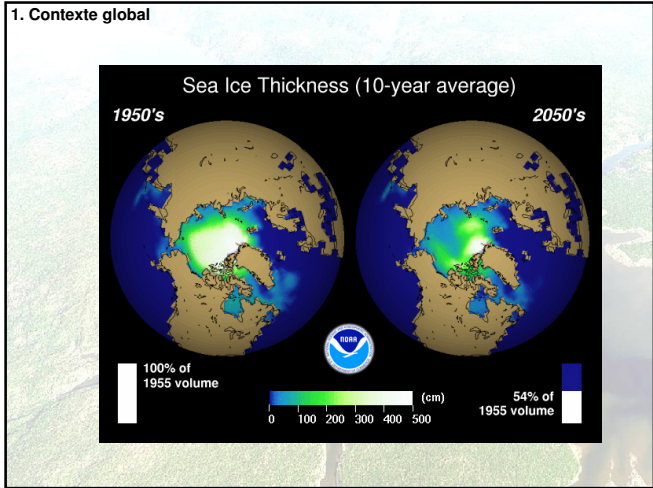 1. Contexte global
Sea Ice Thickness (10-year average)
1950's
2050's
NOAA
100% of
1955 volume
(cm)
0 100 200 300 400 500
54% of
1955 volume